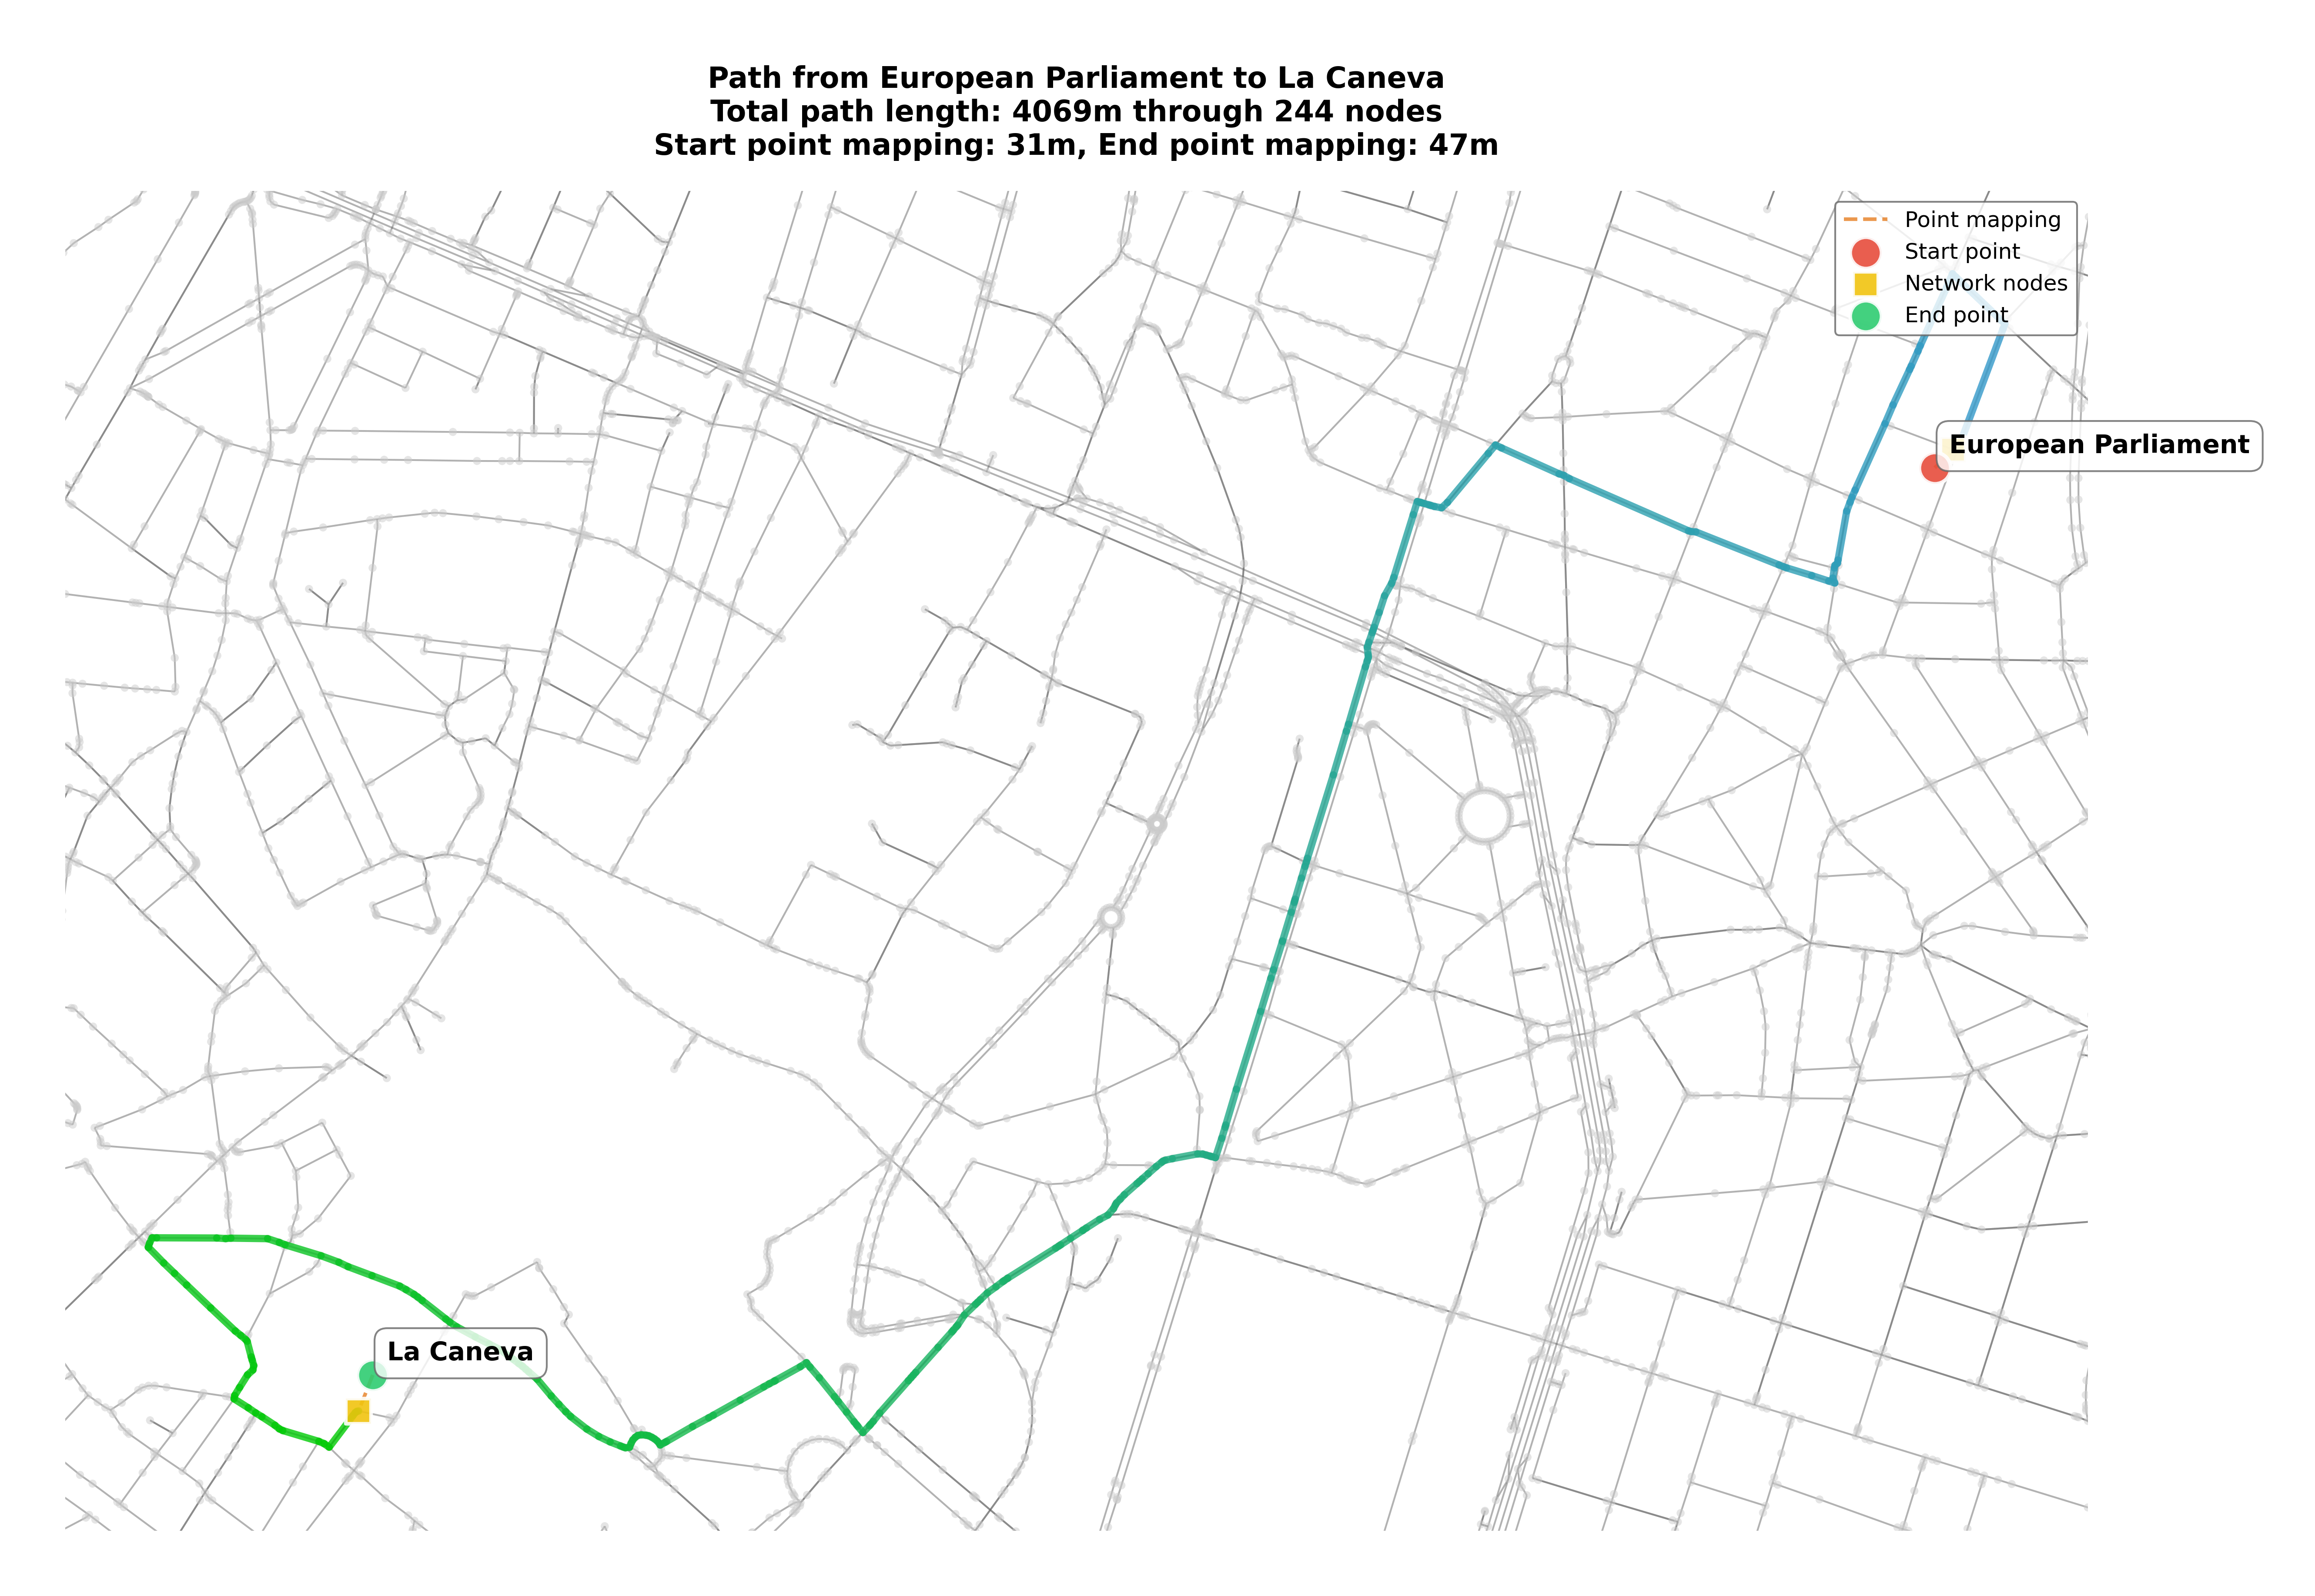 Path from European Parliament to La Caneva
Total path length: 4069m through 244 nodes
Start point mapping: 31m, End point mapping: 47m
Point mapping
Start point
Network nodes
End point
European Parliament
La Caneva